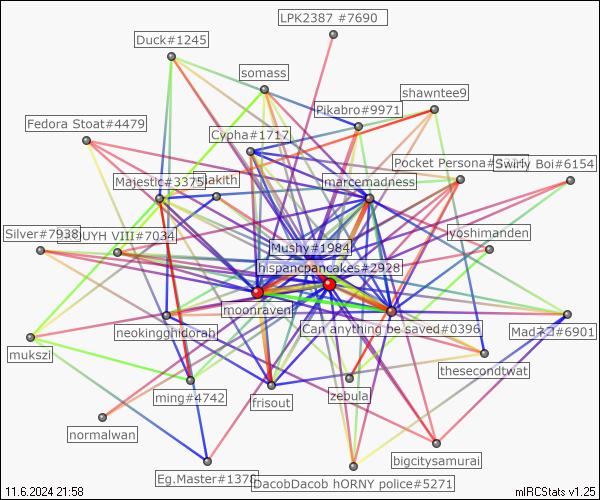 LPK2387 #7690
Duck#1245
somass
shawntee9
Pikabro#9971
Fedora Stoat#4479
Cypha#1717
Pocket Persona#
Swirly Boi#6154
Majestic#3375
lakith
marcemadness
Silver#7938
UYH VIII#7034
yoshimanden
Mushy#1984
hispancpancakes#2928
moonraven
Can anything be saved#0396
neokingghidorah
Madネコ#6901
mukszi
thesecondtwat
ming#4742
frisout
zebula
normalwan
bigcitysamurai
Eg.Master#1378
DacobDacob hORNY police#5271
11.6.2024 21:58
mIRCStats v1.25